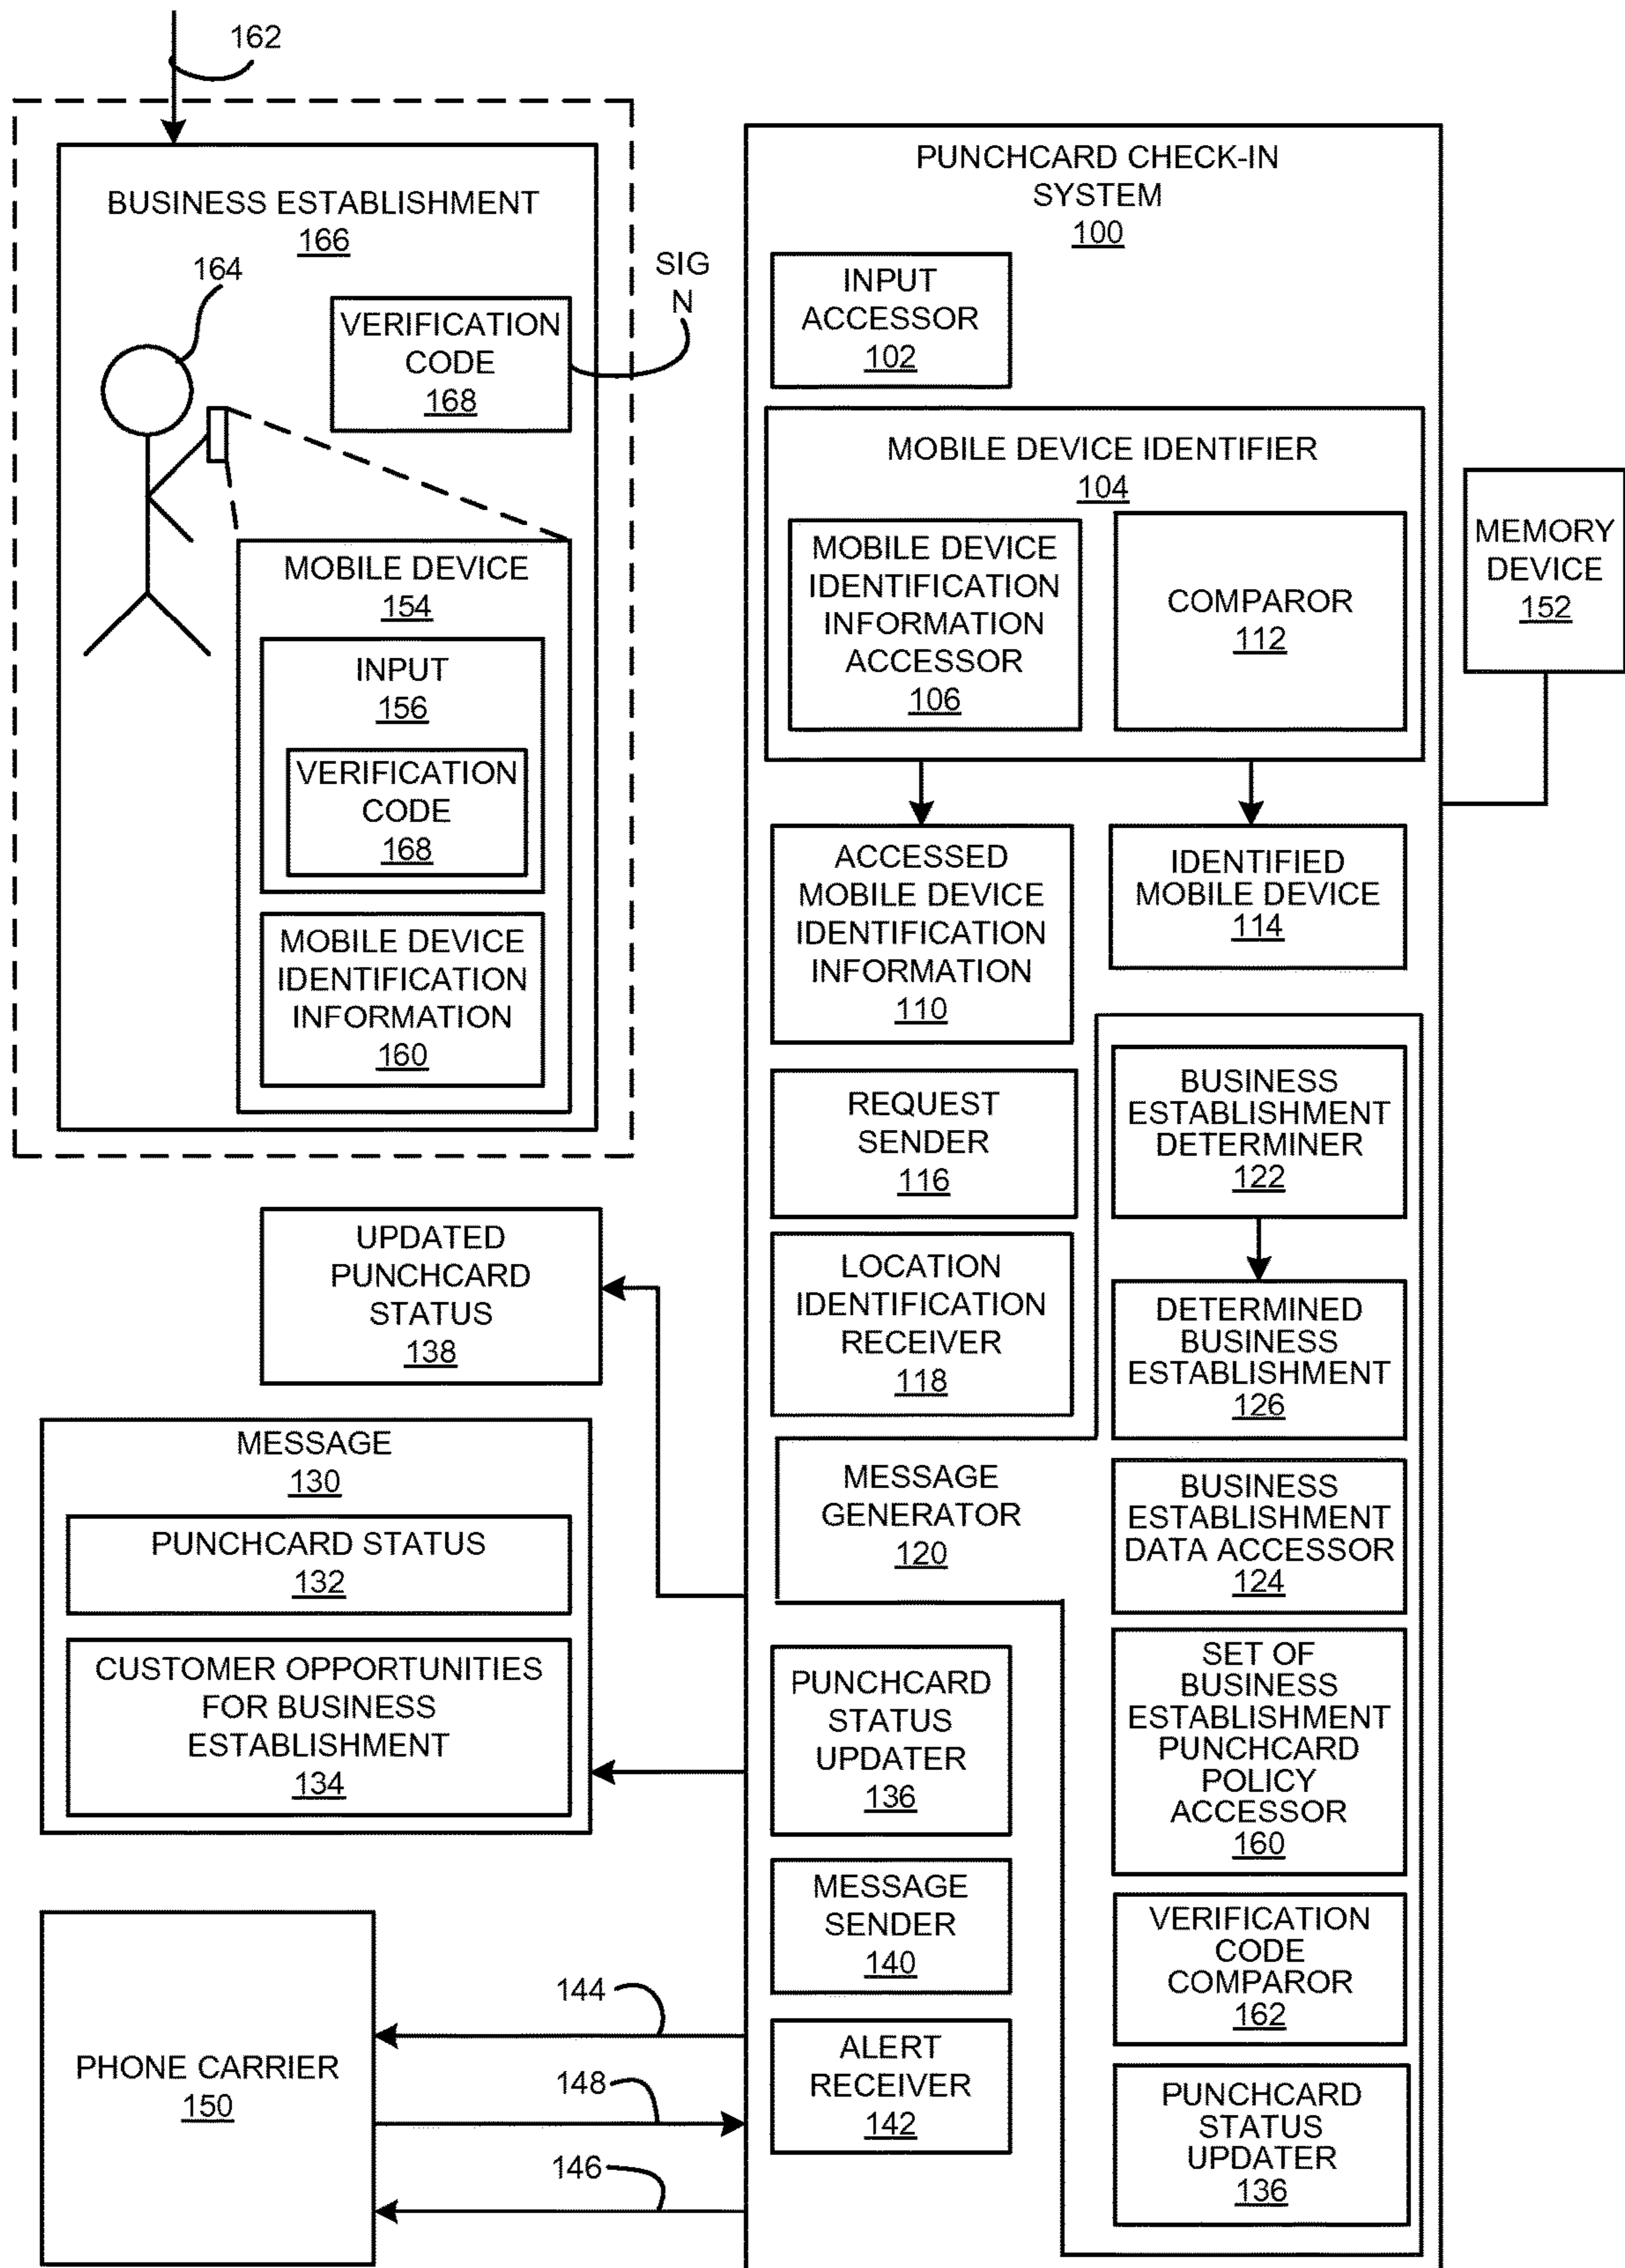 162
BUSINESS ESTABLISHMENT
166
164
VERIFICATION
CODE
168
SIG
N
MOBILE DEVICE
154
INPUT
156
VERIFICATION
CODE
168
MOBILE DEVICE
IDENTIFICATION
INFORMATION
160
UPDATED
PUNCHCARD
STATUS
138
MESSAGE
130
PUNCHCARD STATUS
132
CUSTOMER OPPORTUNITIES
FOR BUSINESS
ESTABLISHMENT
134
PHONE CARRIER
150
144
148
146
PUNCHCARD CHECK-IN
SYSTEM
100
INPUT
ACCESSOR
102
MOBILE DEVICE IDENTIFIER
104
MOBILE DEVICE
IDENTIFICATION
INFORMATION
ACCESSOR
106
COMPAROR
112
MEMORY
DEVICE
152
ACCESSED
MOBILE DEVICE
IDENTIFICATION
INFORMATION
110
IDENTIFIED
MOBILE DEVICE
114
REQUEST
SENDER
116
LOCATION
IDENTIFICATION
RECEIVER
118
MESSAGE
GENERATOR
120
BUSINESS
ESTABLISHMENT
DETERMINER
122
DETERMINED
BUSINESS
ESTABLISHMENT
126
BUSINESS
ESTABLISHMENT
DATA ACCESSOR
124
SET OF
BUSINESS
ESTABLISHMENT
PUNCHCARD
POLICY
ACCESSOR
160
VERIFICATION
CODE
COMPAROR
162
PUNCHCARD
STATUS
UPDATER
136
PUNCHCARD
STATUS
UPDATER
136
MESSAGE
SENDER
140
ALERT
RECEIVER
142